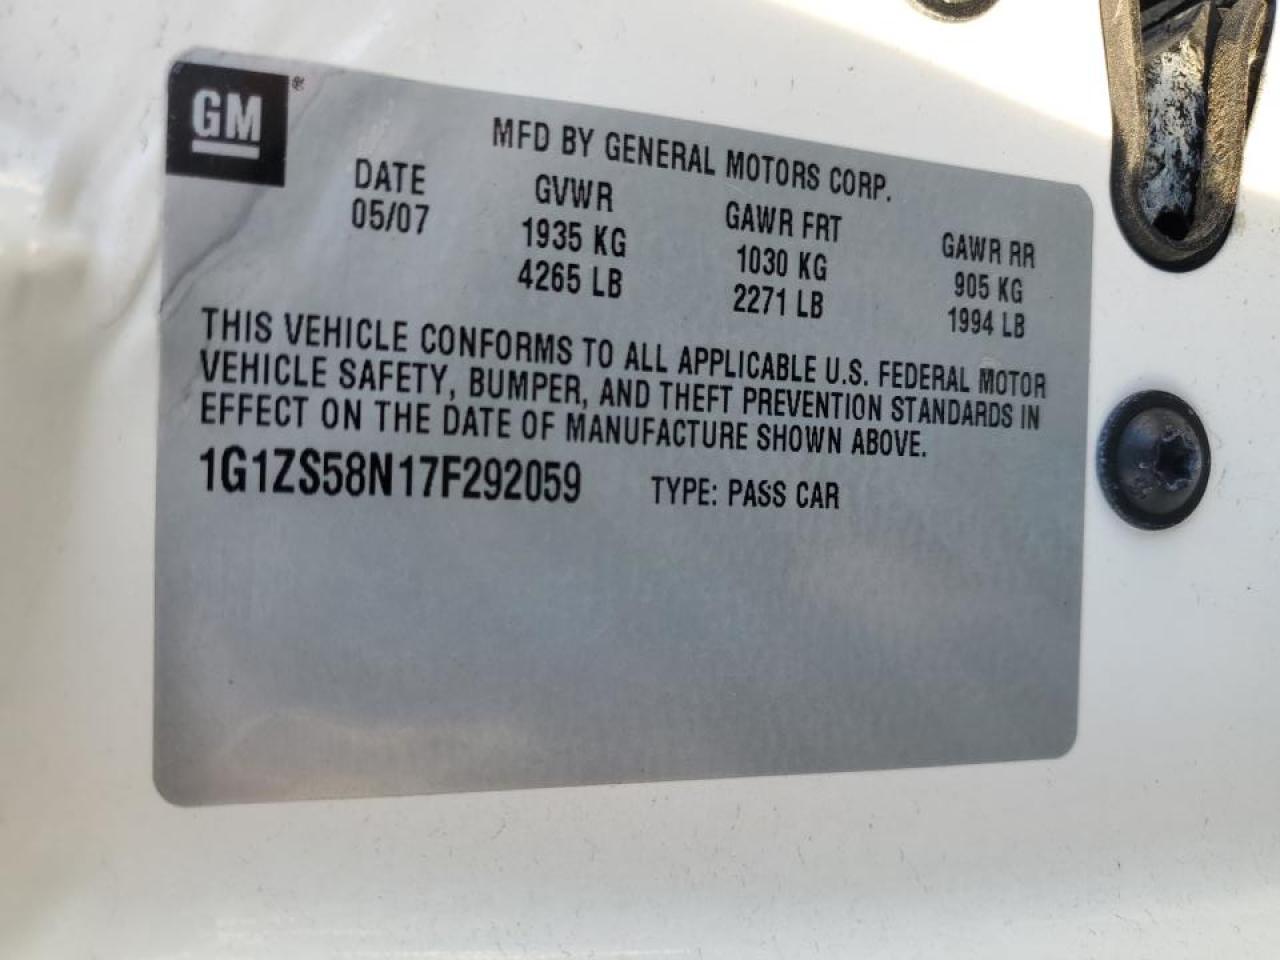 GM®
MFD BY GENERAL MOTORS CORP.
DATE GVWR GAWR FRT GAWR RR
05/07 1935 KG 1030 KG 905 KG
4265 LB 2271 LB 1994 LB
THIS VEHICLE CONFORMS TO ALL APPLICABLE U.S. FEDERAL MOTOR
VEHICLE SAFETY, BUMPER, AND THEFT PREVENTION STANDARDS IN
EFFECT ON THE DATE OF MANUFACTURE SHOWN ABOVE.
1G1ZS58N17F292059 TYPE: PASS CAR